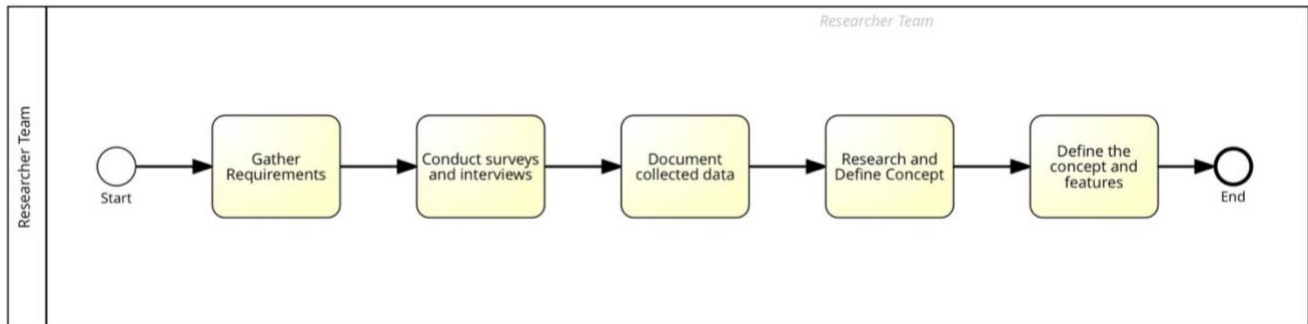 Researcher Team
Researcher Team
Start
Gather
Requirements
Conduct surveys
and interviews
Document
collected data
Research and
Define Concept
Define the
concept and
features
End